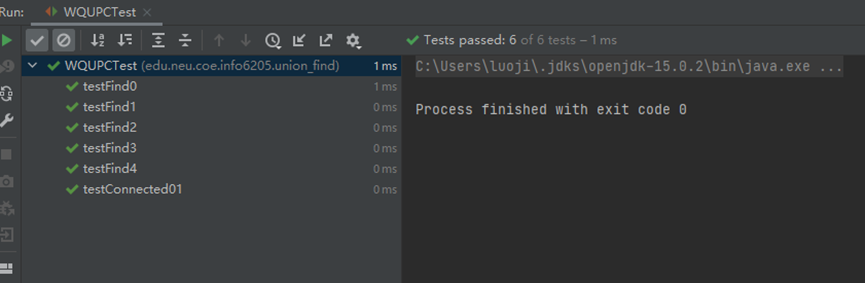 Run: WQUPCTest ×
Tests passed: 6 of 6 tests – 1 ms
WQUPCTest (edu.neu.coe.info6205.union_find) 1 ms
testFind0 1 ms
testFind1 0 ms
testFind2 0 ms
testFind3 0 ms
testFind4 0 ms
testConnected01 0 ms
C:\Users\luoji\.jdks\openjdk-15.0.2\bin\java.exe ...
Process finished with exit code 0